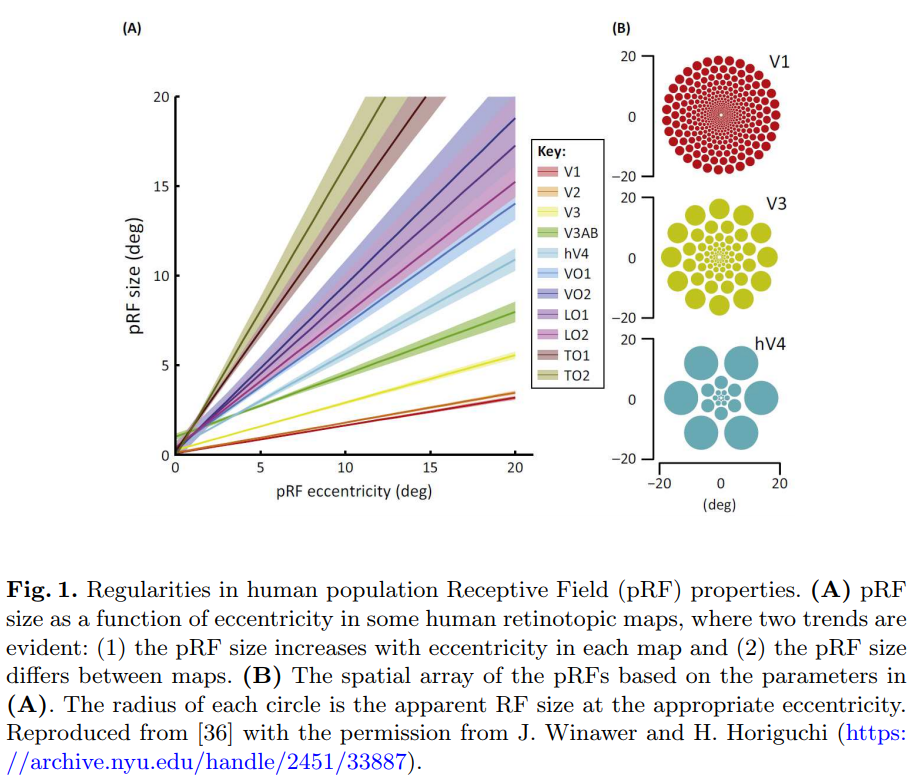 (A)
20
15
10
5
0
pRF size (deg)
0 5 10 15 20
pRF eccentricity (deg)
Key:
V1
V2
V3
V3AB
hV4
VO1
VO2
LO1
LO2
TO1
TO2
(B)
V1
20
0
−20
V3
20
0
−20
hV4
20
0
−20
−20 0 20
(deg)
Fig. 1. Regularities in human population Receptive Field (pRF) properties. (A) pRF
size as a function of eccentricity in some human retinotopic maps, where two trends are
evident: (1) the pRF size increases with eccentricity in each map and (2) the pRF size
differs between maps. (B) The spatial array of the pRFs based on the parameters in
(A). The radius of each circle is the apparent RF size at the appropriate eccentricity.
Reproduced from [36] with the permission from J. Winawer and H. Horiguchi (https:
//archive.nyu.edu/handle/2451/33887).